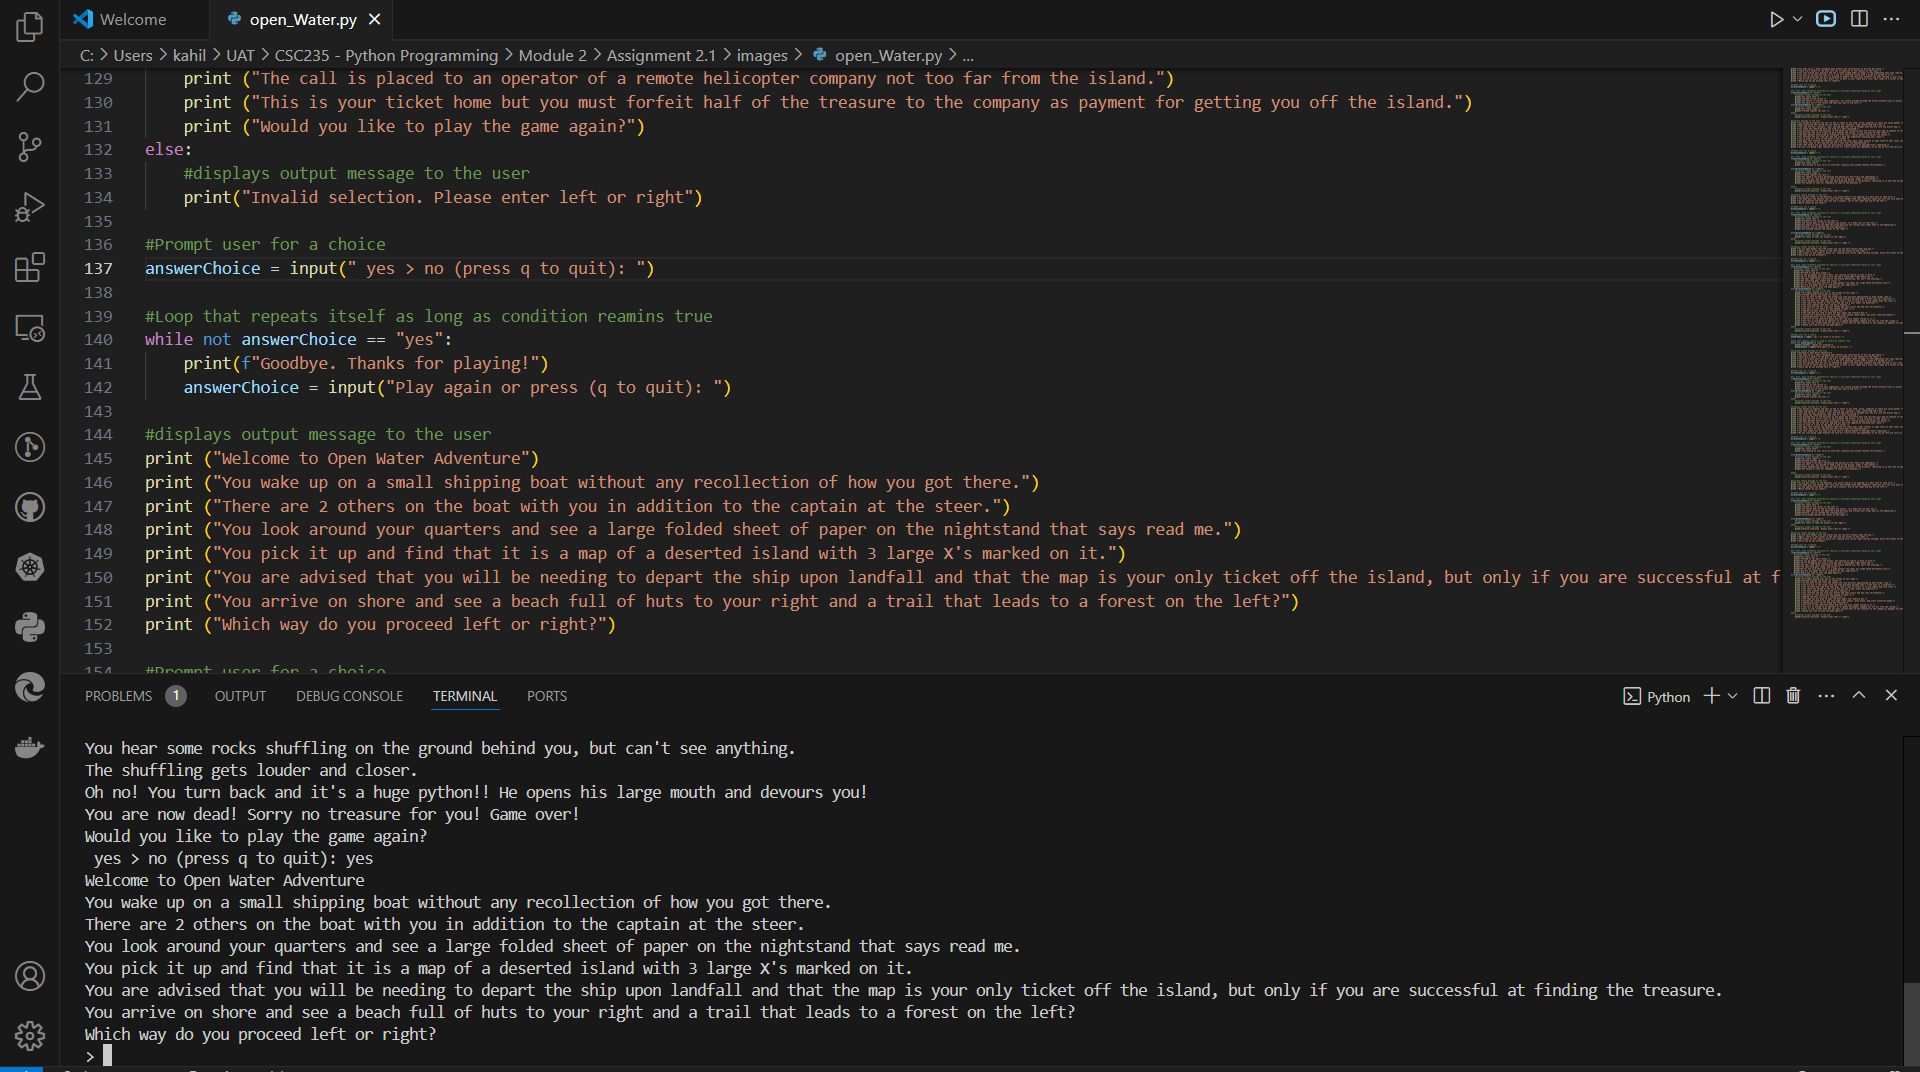 Welcome
open_Water.py
C: > Users > kahil > UAT > CSC235 - Python Programming > Module 2 > Assignment 2.1 > images > open_Water.py > ...
129 print ("The call is placed to an operator of a remote helicopter company not too far from the island.")
130 print ("This is your ticket home but you must forfeit half of the treasure to the company as payment for getting you off the island.")
131 print ("Would you like to play the game again?")
132 else:
133 #displays output message to the user
134 print("Invalid selection. Please enter left or right")
135
136 #Prompt user for a choice
137 answerChoice = input(" yes > no (press q to quit): ")
138
139 #Loop that repeats itself as long as condition reamins true
140 while not answerChoice == "yes":
141 print(f"Goodbye. Thanks for playing!")
142 answerChoice = input("Play again or press (q to quit): ")
143
144 #displays output message to the user
145 print ("Welcome to Open Water Adventure")
146 print ("You wake up on a small shipping boat without any recollection of how you got there.")
147 print ("There are 2 others on the boat with you in addition to the captain at the steer.")
148 print ("You look around your quarters and see a large folded sheet of paper on the nightstand that says read me.")
149 print ("You pick it up and find that it is a map of a deserted island with 3 large X's marked on it.")
150 print ("You are advised that you will be needing to depart the ship upon landfall and that the map is your only ticket off the island, but only if you are successful at f
151 print ("You arrive on shore and see a beach full of huts to your right and a trail that leads to a forest on the left?")
152 print ("Which way do you proceed left or right?")
153
154 #Prompt user for a choice
PROBLEMS 1 OUTPUT DEBUG CONSOLE TERMINAL PORTS
Python
You hear some rocks shuffling on the ground behind you, but can't see anything.
The shuffling gets louder and closer.
Oh no! You turn back and it's a huge python!! He opens his large mouth and devours you!
You are now dead! Sorry no treasure for you! Game over!
Would you like to play the game again?
yes > no (press q to quit): yes
Welcome to Open Water Adventure
You wake up on a small shipping boat without any recollection of how you got there.
There are 2 others on the boat with you in addition to the captain at the steer.
You look around your quarters and see a large folded sheet of paper on the nightstand that says read me.
You pick it up and find that it is a map of a deserted island with 3 large X's marked on it.
You are advised that you will be needing to depart the ship upon landfall and that the map is your only ticket off the island, but only if you are successful at finding the treasure.
You arrive on shore and see a beach full of huts to your right and a trail that leads to a forest on the left?
Which way do you proceed left or right?
>